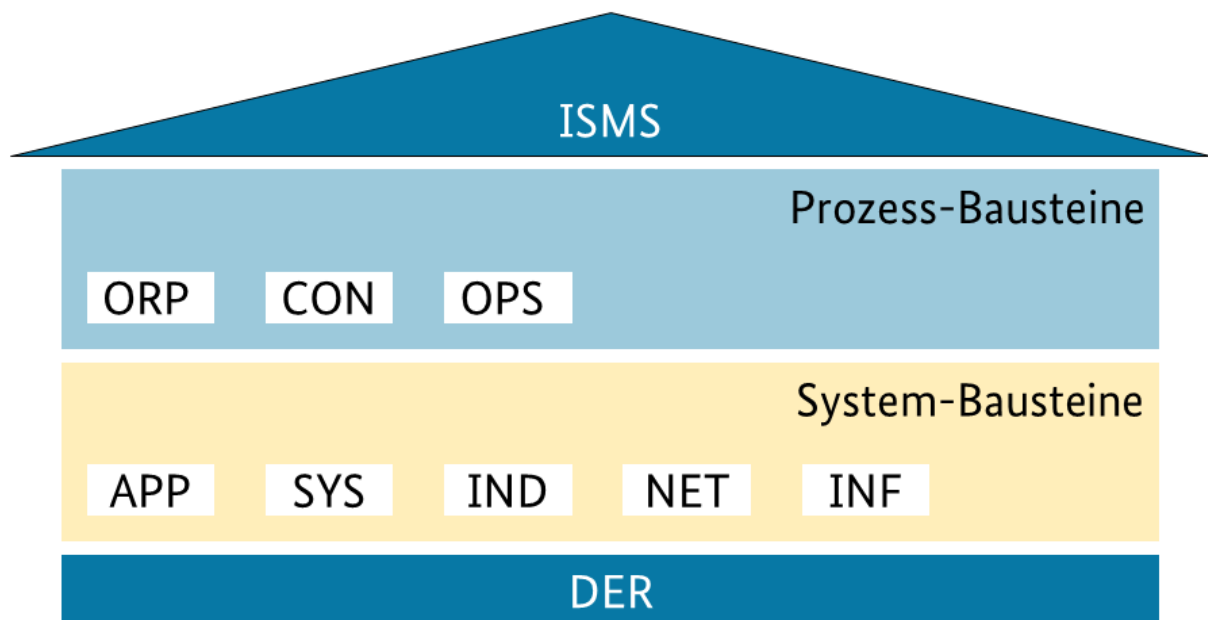 ISMS
Prozess-Bausteine
ORP CON OPS
System-Bausteine
APP SYS IND NET INF
DER